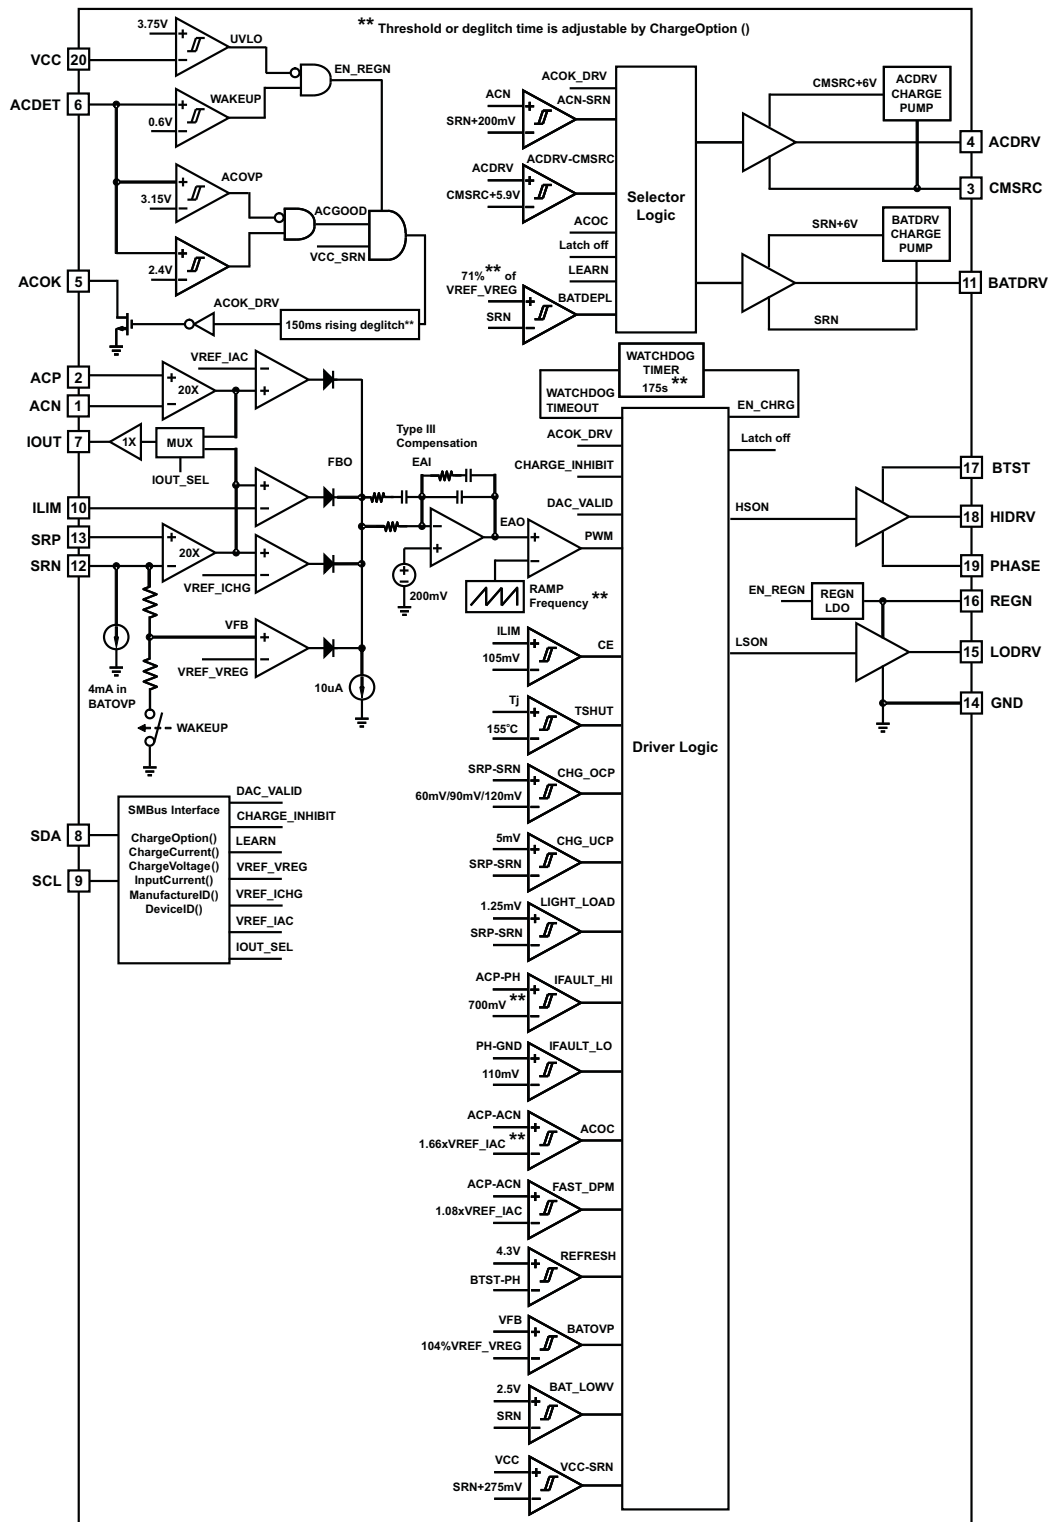 ** Threshold or deglitch time is adjustable by ChargeOption ()
3.75V
UVLO
VCC 20
EN_REGN
ACDET 6
WAKEUP
0.6V
ACOVP
3.15V
ACGOOD
VCC_SRN
2.4V
ACOK 5
ACOK_DRV
150ms rising deglitch**
ACOK_DRV
ACN
ACN-SRN
SRN+200mV
ACDRV-CMSRC
ACDRV
CMSRC+5.9V
ACOC
Latch off
LEARN
71%** of
VREF_VREG
BATDEPL
SRN
Selector
Logic
CMSRC+6V
ACDRV
CHARGE
PUMP
4 ACDRV
3 CMSRC
SRN+6V
BATDRV
CHARGE
PUMP
11 BATDRV
SRN
ACP 2
ACN 1
IOUT 7
VREF_IAC
20X
1X
MUX
IOUT_SEL
ILIM 10
SRP 13
SRN 12
20X
VREF_ICHG
VFB
VREF_VREG
4mA in
BATOVP
WAKEUP
FBO
10uA
Type III
Compensation
EAI
EAO
200mV
PWM
RAMP
Frequency **
WATCHDOG
TIMER
175s **
WATCHDOG
TIMEOUT
EN_CHRG
ACOK_DRV
Latch off
CHARGE_INHIBIT
DAC_VALID
Driver Logic
HSON
17 BTST
18 HIDRV
19 PHASE
EN_REGN
REGN
LDO
16 REGN
LSON
15 LODRV
14 GND
ILIM
CE
105mV
Tj
TSHUT
155°C
SRP-SRN
CHG_OCP
60mV/90mV/120mV
5mV
CHG_UCP
SRP-SRN
1.25mV
LIGHT_LOAD
SRP-SRN
ACP-PH
IFAULT_HI
700mV **
PH-GND
IFAULT_LO
110mV
ACP-ACN
ACOC
1.66xVREF_IAC **
ACP-ACN
FAST_DPM
1.08xVREF_IAC
4.3V
REFRESH
BTST-PH
VFB
BATOVP
104%VREF_VREG
2.5V
BAT_LOWV
SRN
VCC
VCC-SRN
SRN+275mV
SDA 8
SCL 9
SMBus Interface
ChargeOption()
ChargeCurrent()
ChargeVoltage()
InputCurrent()
ManufactureID()
DeviceID()
DAC_VALID
CHARGE_INHIBIT
LEARN
VREF_VREG
VREF_ICHG
VREF_IAC
IOUT_SEL